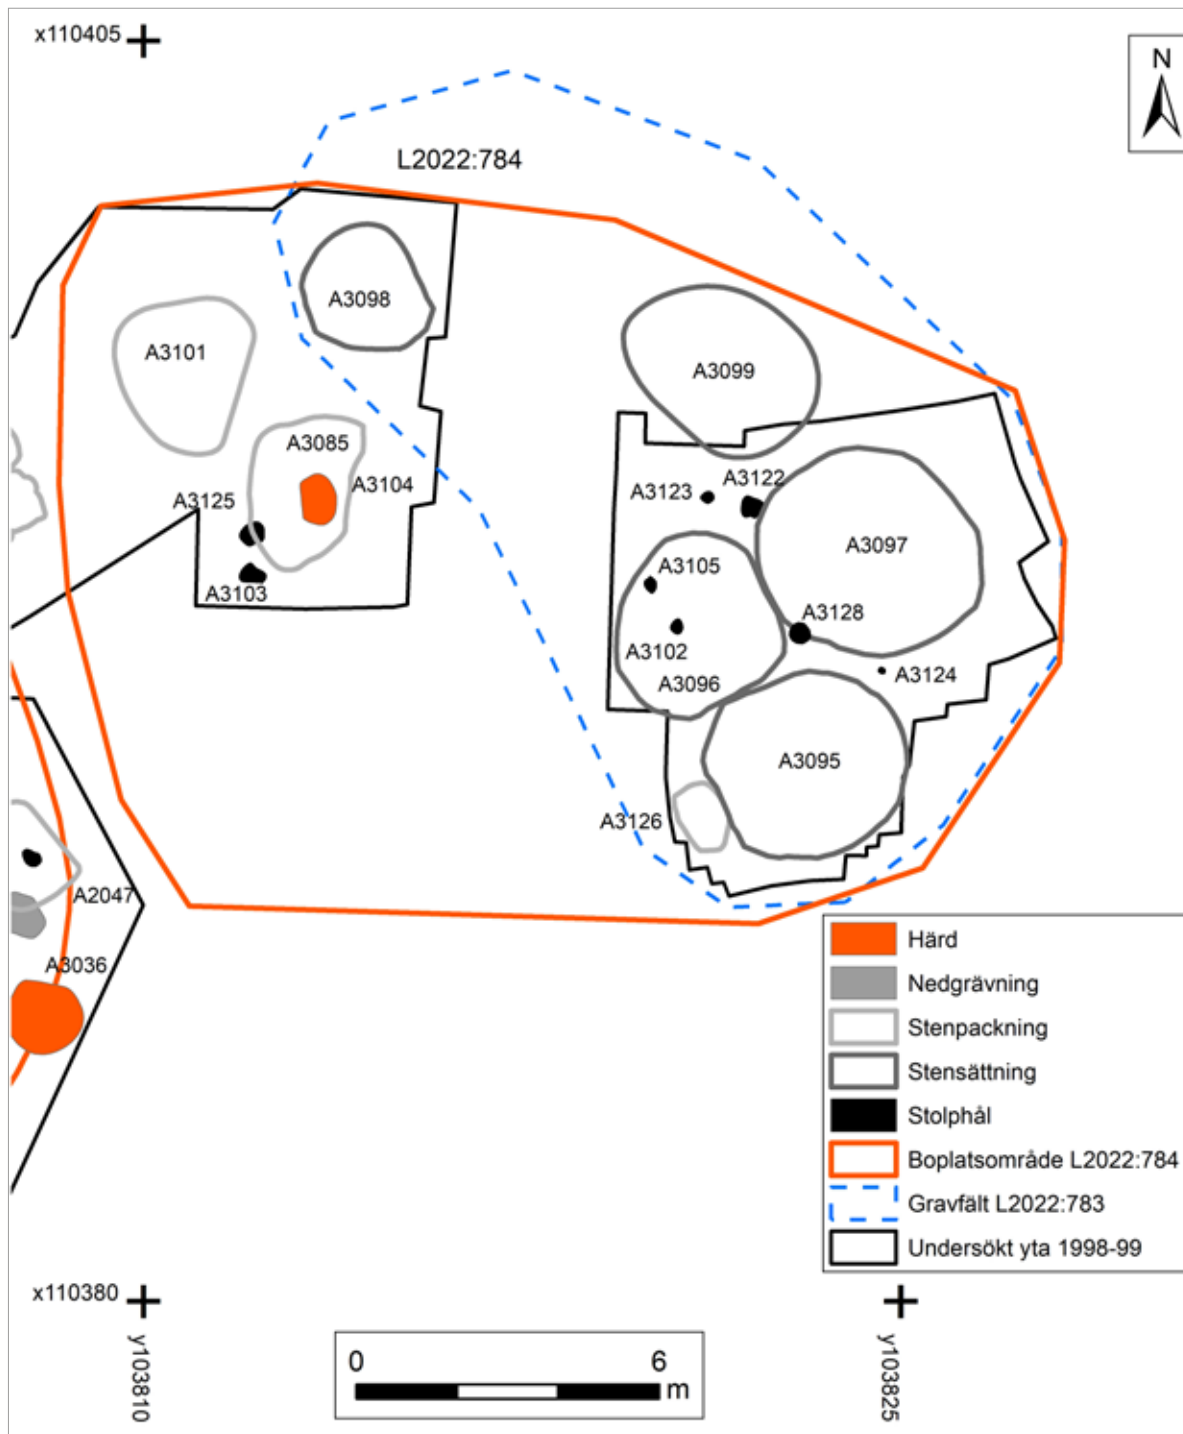 x110405
N
L2022:784
A3098
A3101
A3099
A3085
A3104
A3125
A3122
A3123
A3097
A3105
A3103
A3128
A3102
A3124
A3096
A3095
A3126
A2047
A3036
Härd
Nedgrävning
Stenpackning
Stensättning
Stolphål
Boplatsområde L2022:784
Gravfält L2022:783
Undersökt yta 1998-99
x110380
y103810
y103825
0 6
m